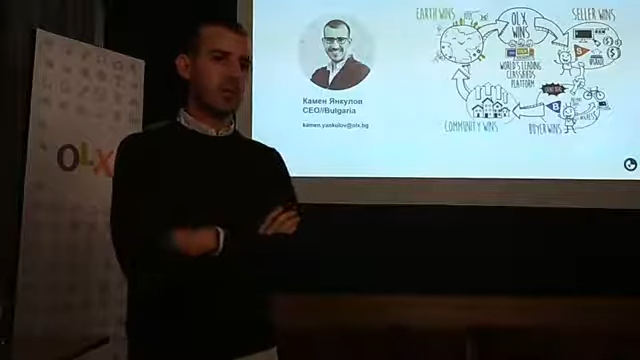 OLX
Камен Янкулов
CEO//Bulgaria
kamen.yankulov@olx.bg
EARTH WINS
OLX
WINS
WORLD'S LEADING
CLASSIFIEDS
PLATFORM
SELLER WINS
S
B
COMMUNITY WINS
BUYER WINS